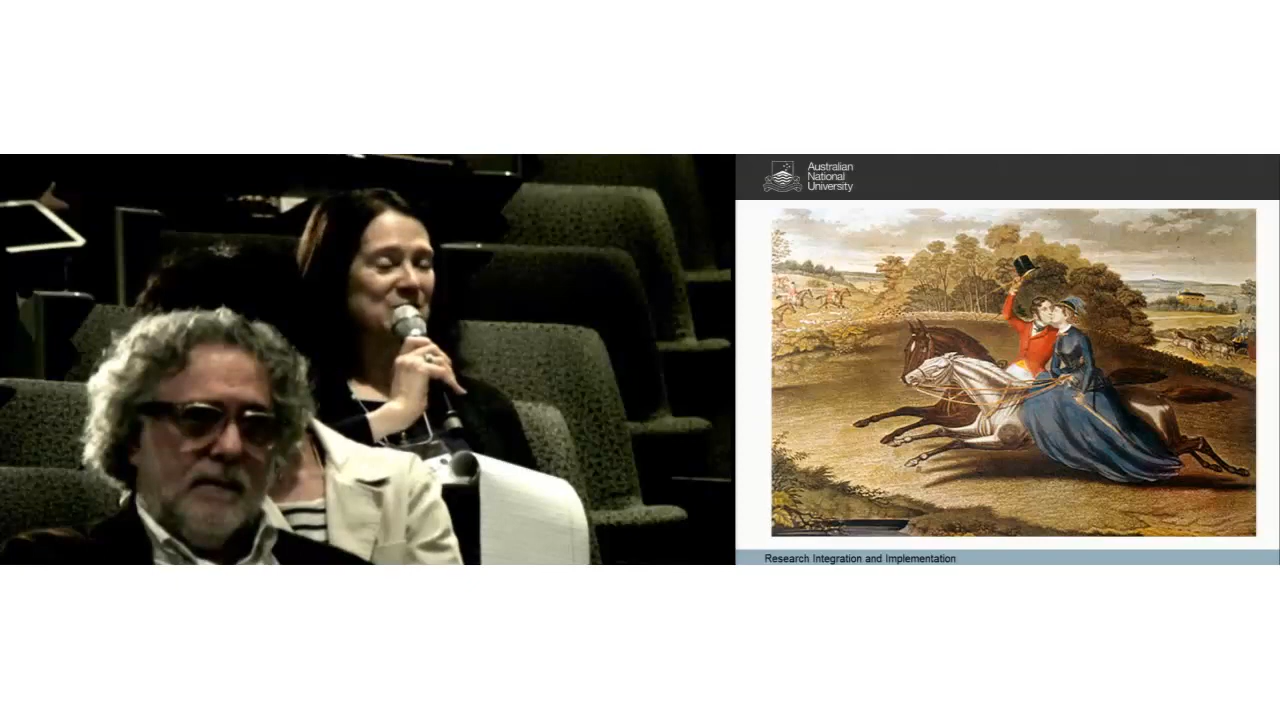 Australian
National
University
Research Integration and Implementation